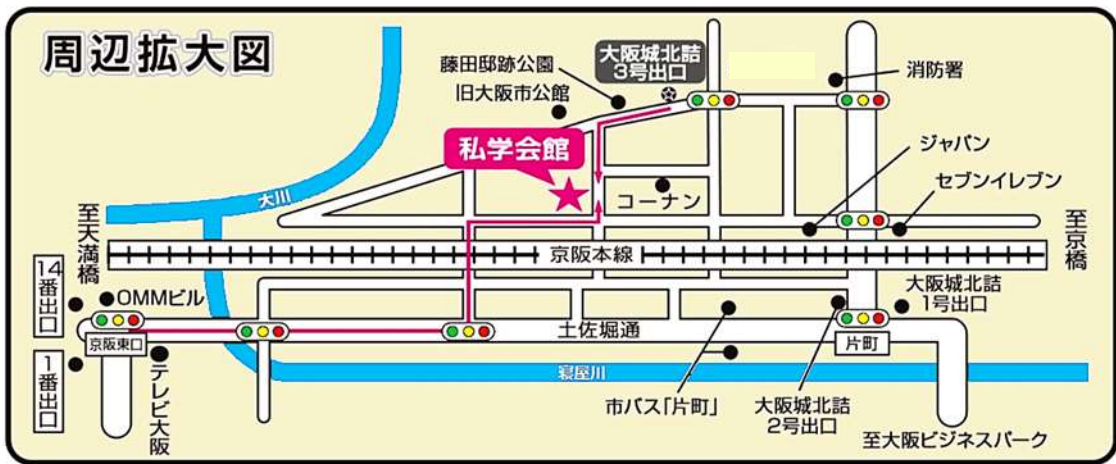 周辺拡大図
藤田邸跡公園
旧大阪市公館
大阪城北詰
3号出口
消防署
私学会館
ジャパン
セブンイレブン
コーナン
大川
至天満橋
至京橋
京阪本線
14番出口
OMMビル
大阪城北詰
1号出口
京阪東口
土佐堀通
片町
1番出口
テレビ大阪
寝屋川
市バス「片町」
大阪城北詰
2号出口
至大阪ビジネスパーク